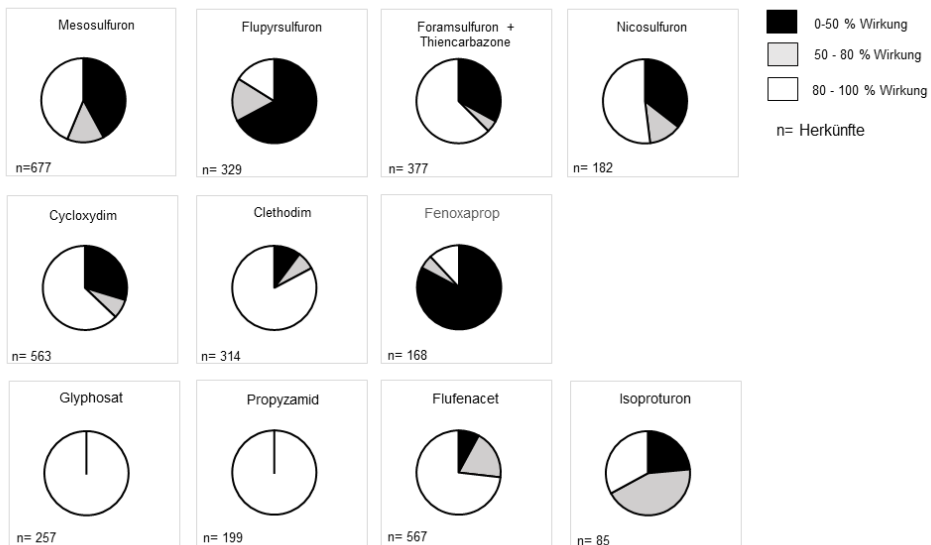 Mesosulfuron
n=677
Flupyrsulfuron
n= 329
Foramsulfuron +
Thiencarbazone
n= 377
Nicosulfuron
n= 182
0-50 % Wirkung
50 - 80 % Wirkung
80 - 100 % Wirkung
n= Herkünfte
Cycloxydim
n= 563
Clethodim
n= 314
Fenoxaprop
n= 168
Glyphosat
n= 257
Propyzamid
n= 199
Flufenacet
n= 567
Isoproturon
n= 85